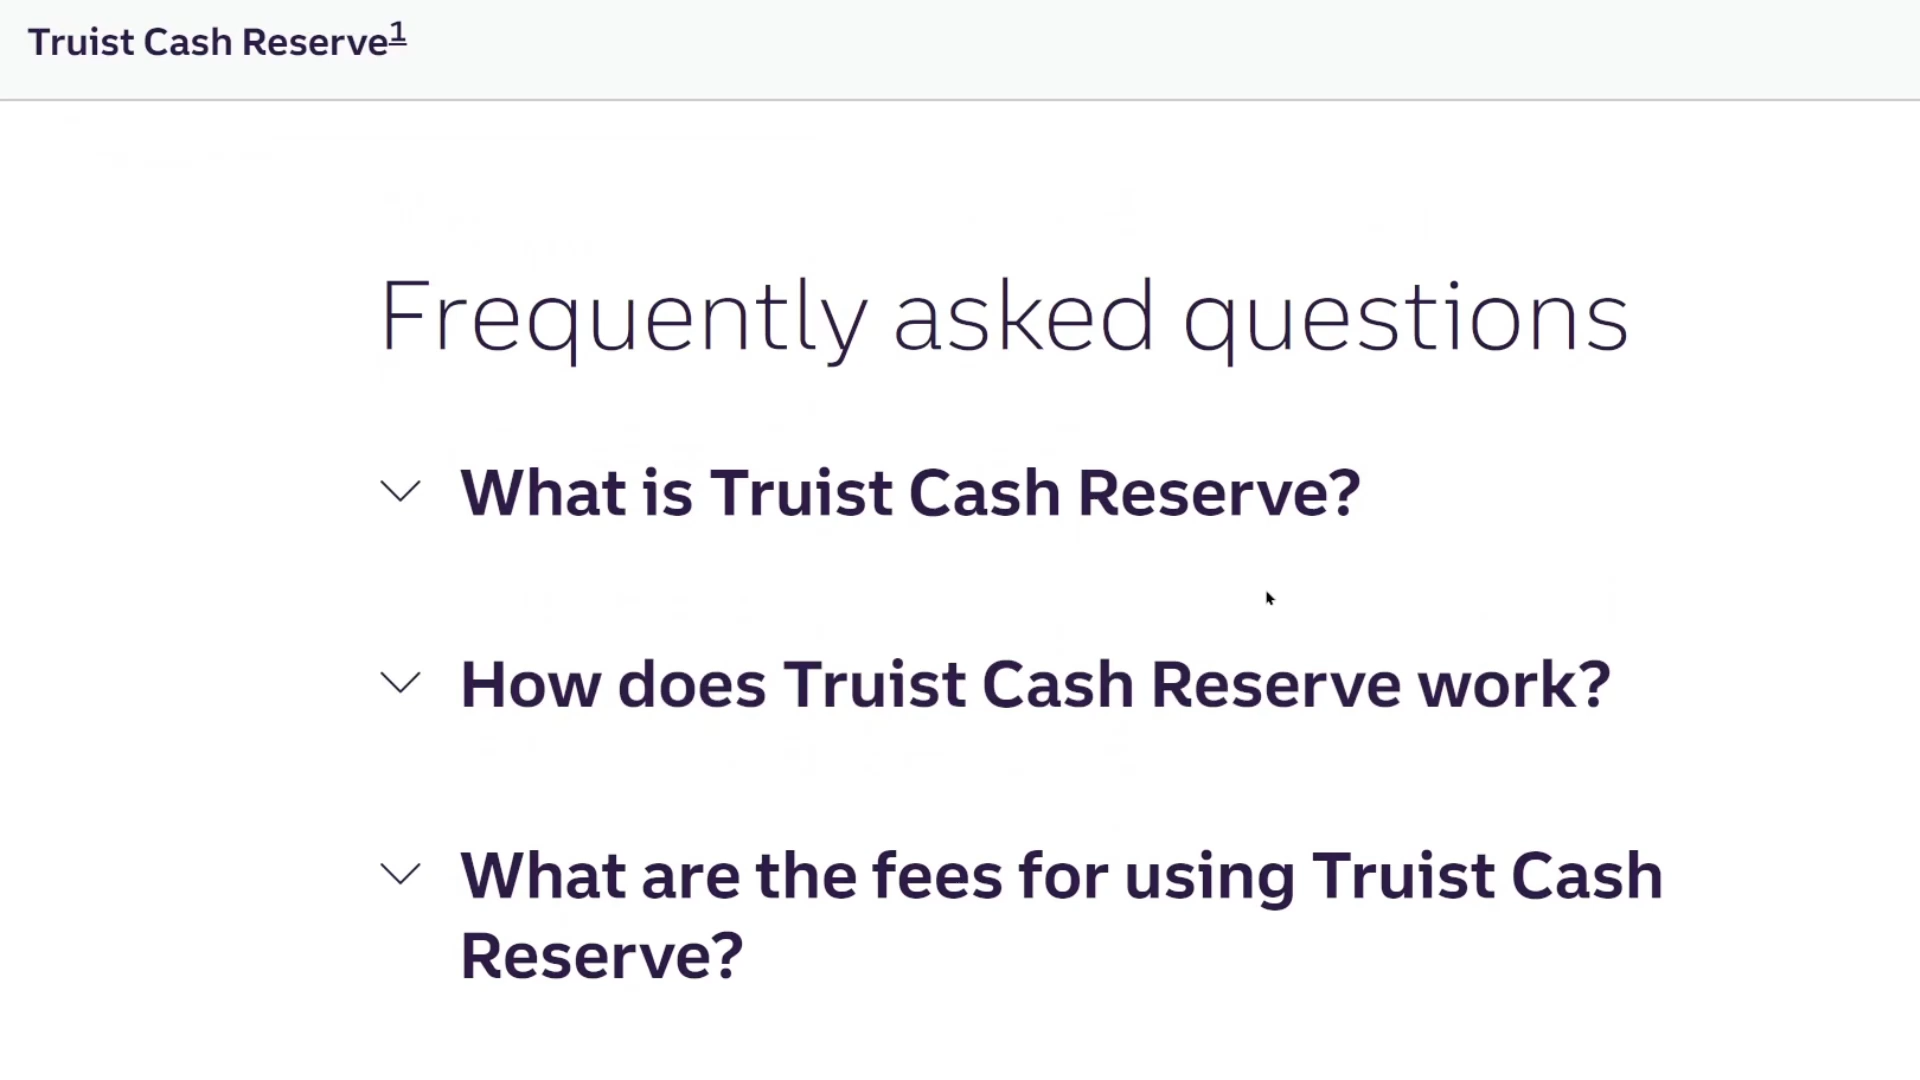 Truist Cash Reserve1
Frequently asked questions
What is Truist Cash Reserve?
How does Truist Cash Reserve work?
What are the fees for using Truist Cash
Reserve?